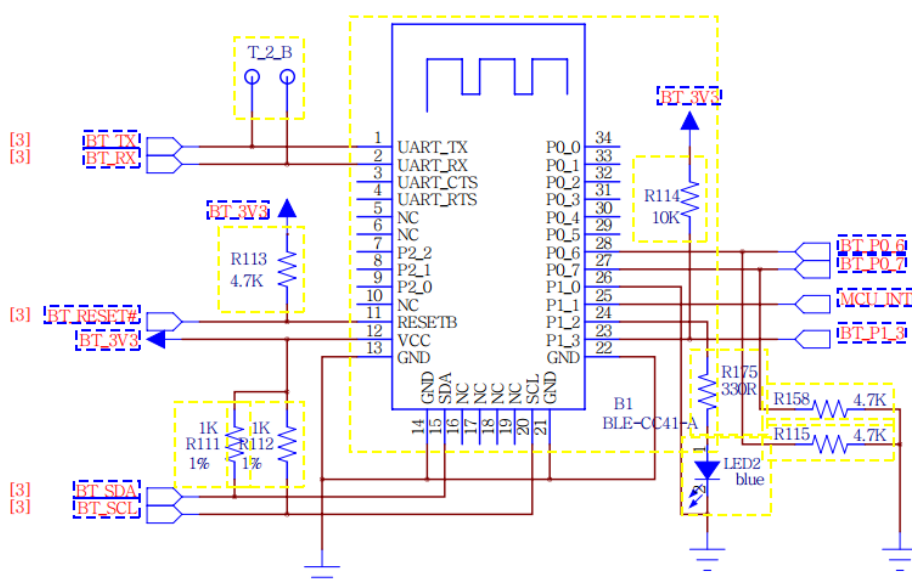 T_2_B
[3] BT_TX
[3] BT_RX
1 UART_TX
2 UART_RX
3 UART_CTS
4 UART_RTS
5 NC
6 NC
7 P2_2
8 P2_1
9 P2_0
10 NC
11 RESETB
12 VCC
13 GND
BT_3V3
R113
4.7K
[3] BT_RESET#
BT_3V3
1K 1K
R111 R112
1% 1%
[3] BT_SDA
[3] BT_SCL
GND 14
SDA 15
NC 16
NC 17
NC 18
NC 19
SCL 20
GND 21
P0_0 34
P0_1 33
P0_2 32
P0_3 31
P0_4 30
P0_5 29
P0_6 28
P0_7 27
P1_0 26
P1_1 25
P1_2 24
P1_3 23
GND 22
B1
BLE-CC41-A
BT_3V3
R114
10K
BT_P0_6
BT_P0_7
MCU_INT
BT_P1_3
R175
330R
R158 4.7K
R115 4.7K
1
LED2
2 blue